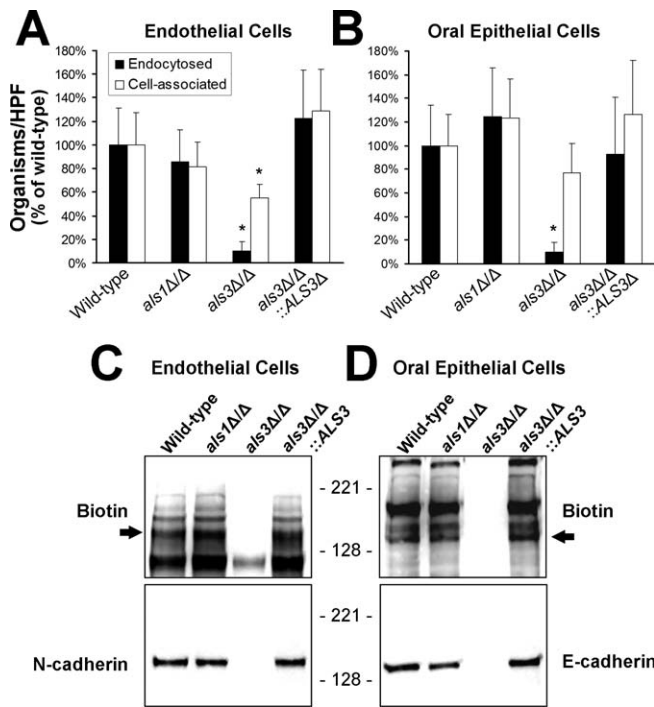 A Endothelial Cells
B Oral Epithelial Cells
Organisms/HPF
(% of wild-type)
180%
160%
140%
120%
100%
80%
60%
40%
20%
0%
Endocytosed
Cell-associated
*
*
Wild-type
als1Δ/Δ
als3Δ/Δ
als3Δ/Δ
::ALS3Δ
180%
160%
140%
120%
100%
80%
60%
40%
20%
0%
*
Wild-type
als1Δ/Δ
als3Δ/Δ
als3Δ/Δ
::ALS3Δ
C Endothelial Cells
D Oral Epithelial Cells
Wild-type
als1Δ/Δ
als3Δ/Δ
als3Δ/Δ
::ALS3
Wild-type
als1Δ/Δ
als3Δ/Δ
als3Δ/Δ
::ALS3
Biotin
- 221 -
- 128 -
Biotin
N-cadherin
- 221 -
- 128 -
E-cadherin